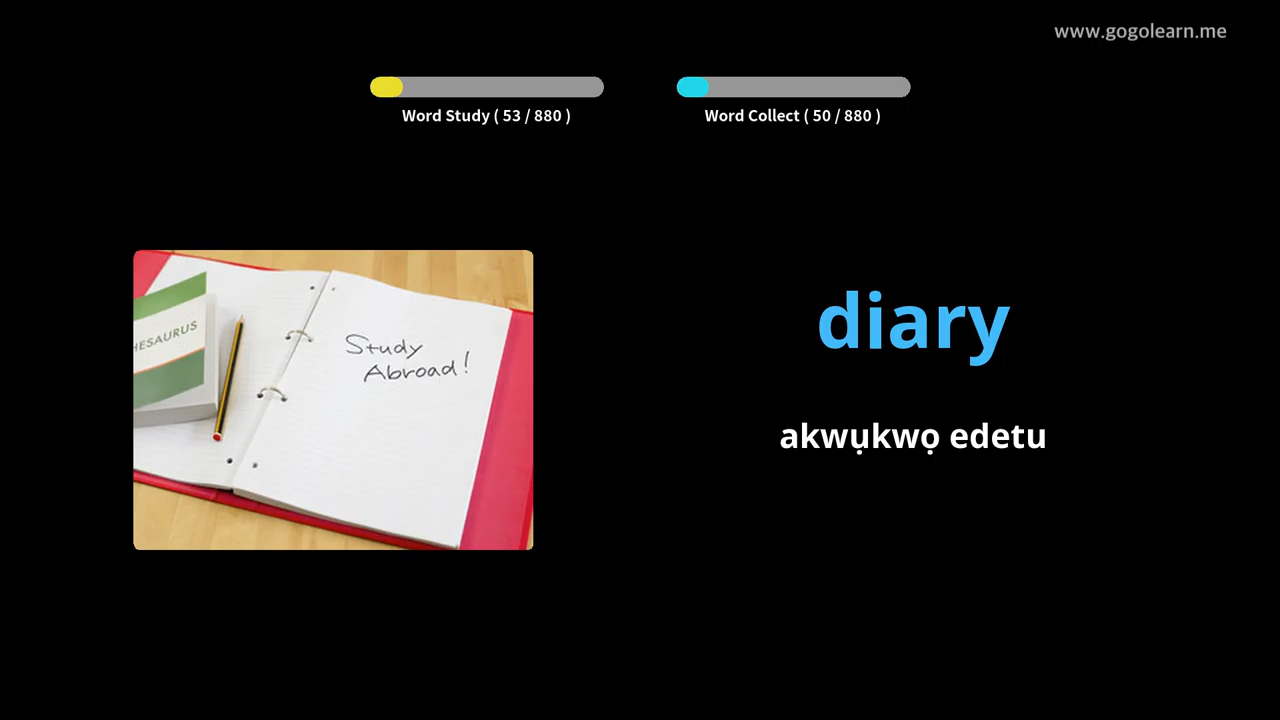 www.gogolearn.me
Word Study ( 53 / 880 )
Word Collect ( 50 / 880 )
HESAURUS
Study
Abroad!
diary
akwụkwọ edetu